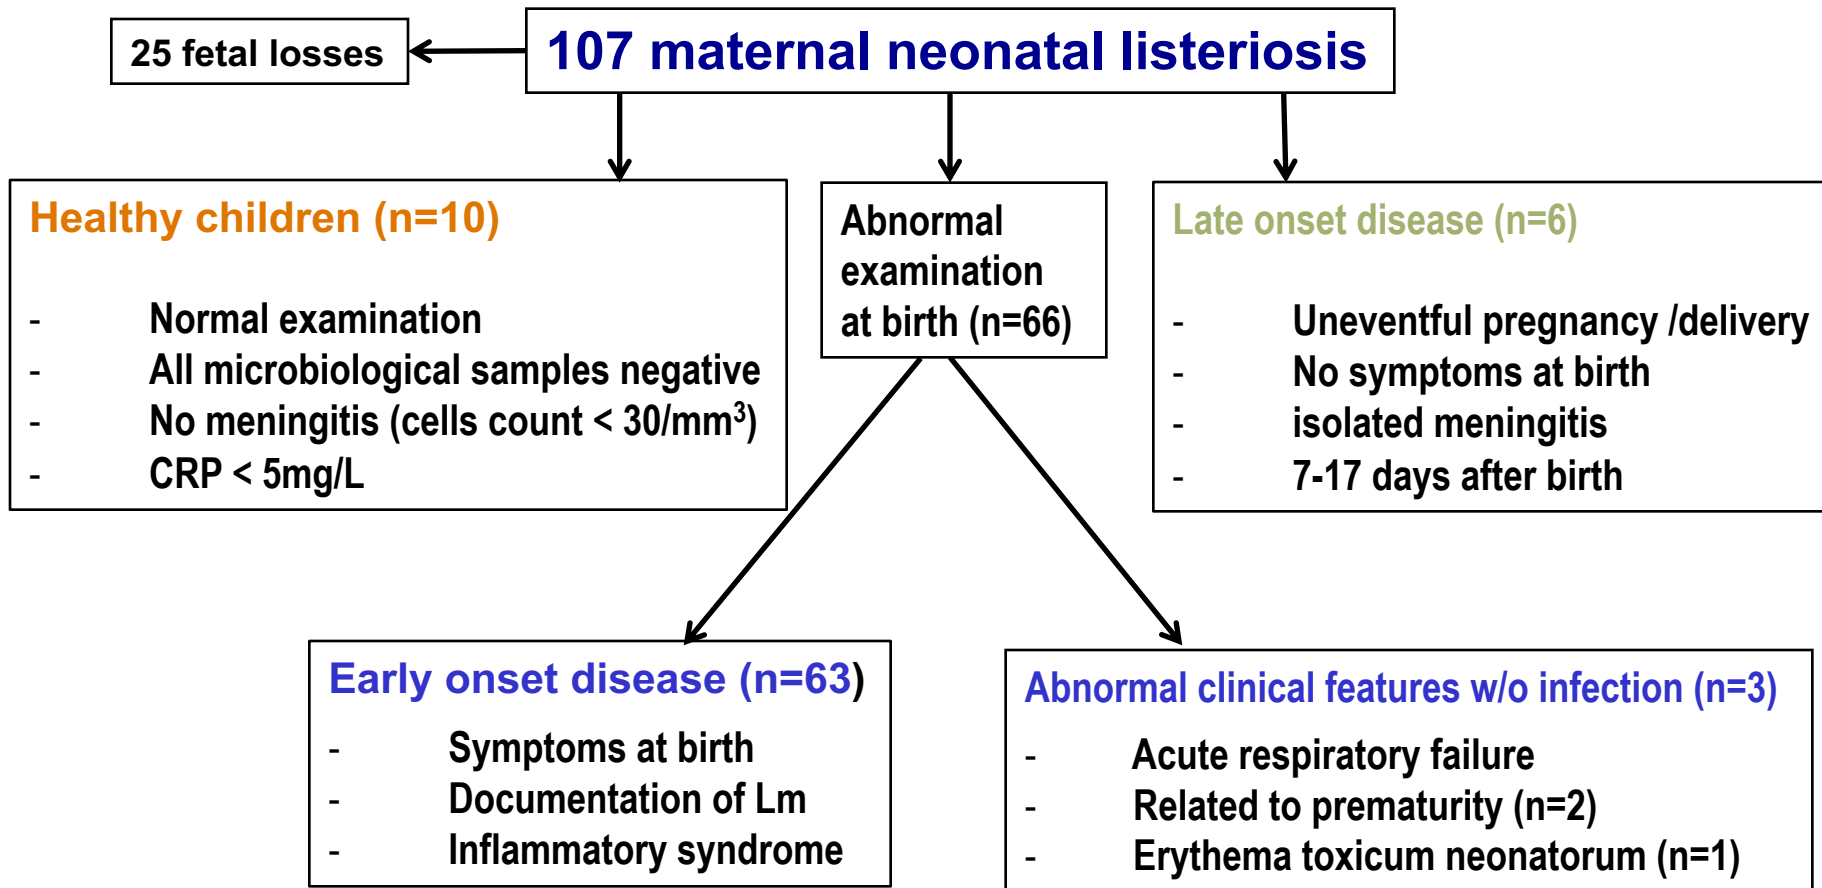 25 fetal losses
107 maternal neonatal listeriosis
Healthy children (n=10)
- Normal examination
- All microbiological samples negative
- No meningitis (cells count < 30/mm³)
- CRP < 5mg/L
Abnormal
examination
at birth (n=66)
Late onset disease (n=6)
- Uneventful pregnancy /delivery
- No symptoms at birth
- isolated meningitis
- 7-17 days after birth
Early onset disease (n=63)
- Symptoms at birth
- Documentation of Lm
- Inflammatory syndrome
Abnormal clinical features w/o infection (n=3)
- Acute respiratory failure
- Related to prematurity (n=2)
- Erythema toxicum neonatorum (n=1)